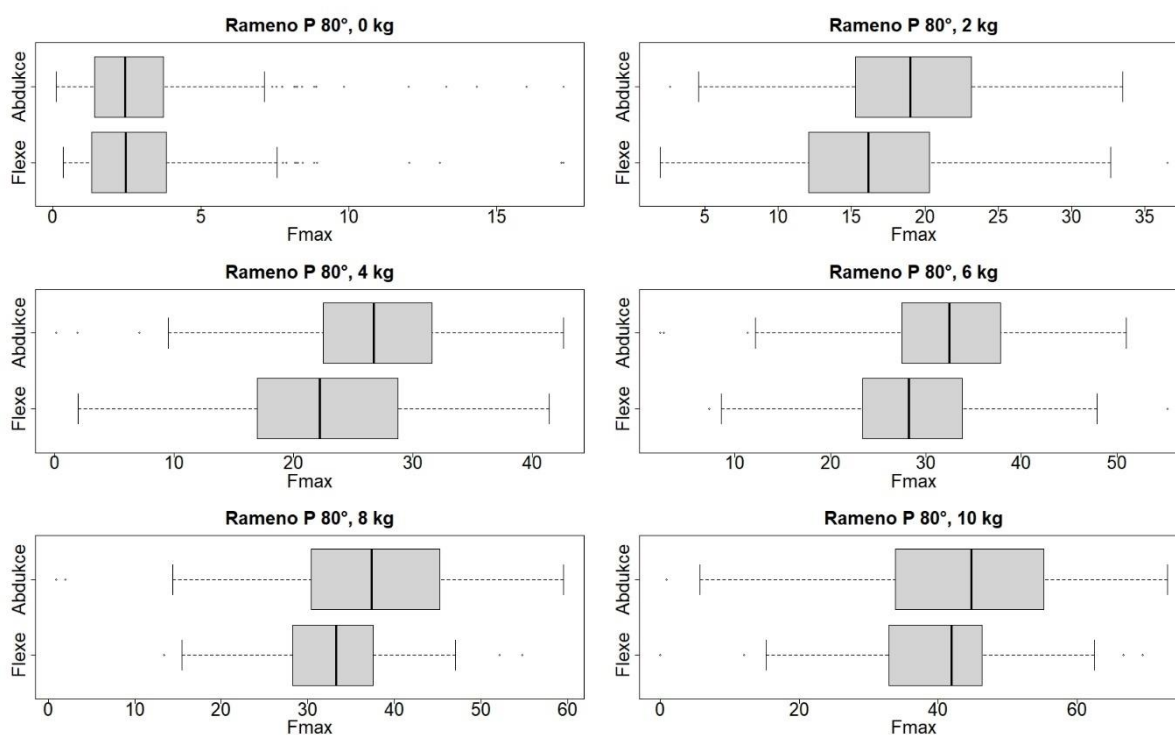 Rameno P 80°, 0 kg
Abdukce
Flexe
0 5 10 15
Fmax
Rameno P 80°, 2 kg
Abdukce
Flexe
5 10 15 20 25 30 35
Fmax
Rameno P 80°, 4 kg
Abdukce
Flexe
0 10 20 30 40
Fmax
Rameno P 80°, 6 kg
Abdukce
Flexe
10 20 30 40 50
Fmax
Rameno P 80°, 8 kg
Abdukce
Flexe
0 10 20 30 40 50 60
Fmax
Rameno P 80°, 10 kg
Abdukce
Flexe
0 20 40 60
Fmax